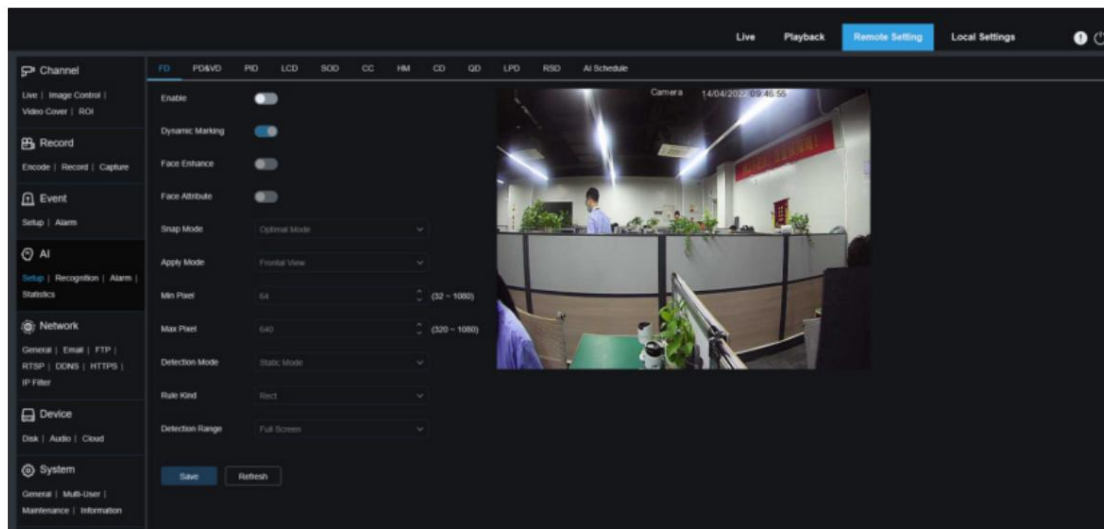 Live Playback Remote Setting Local Settings
Channel
Live | Image Control |
Video Cover | ROI
Record
Encode | Record | Capture
Event
Setup | Alarm
AI
Setup | Recognition | Alarm |
Statistics
Network
General | Email | FTP |
RTSP | DDNS | HTTPS |
IP Filter
Device
Disk | Audio | Cloud
System
General | Multi-User |
Maintenance | Information
FD PD&VD PID LCD SOD CC HM CD QD LPD RSD AI Schedule
Enable
Dynamic Marking
Face Enhance
Face Attribute
Snap Mode Optimal Mode
Apply Mode Frontal View
Min Pixel 64 (32 ~ 1080)
Max Pixel 640 (320 ~ 1080)
Detection Mode Static Mode
Rule Kind Rect
Detection Range Full Screen
Save Refresh
Camera 14/04/2022 09:46:55